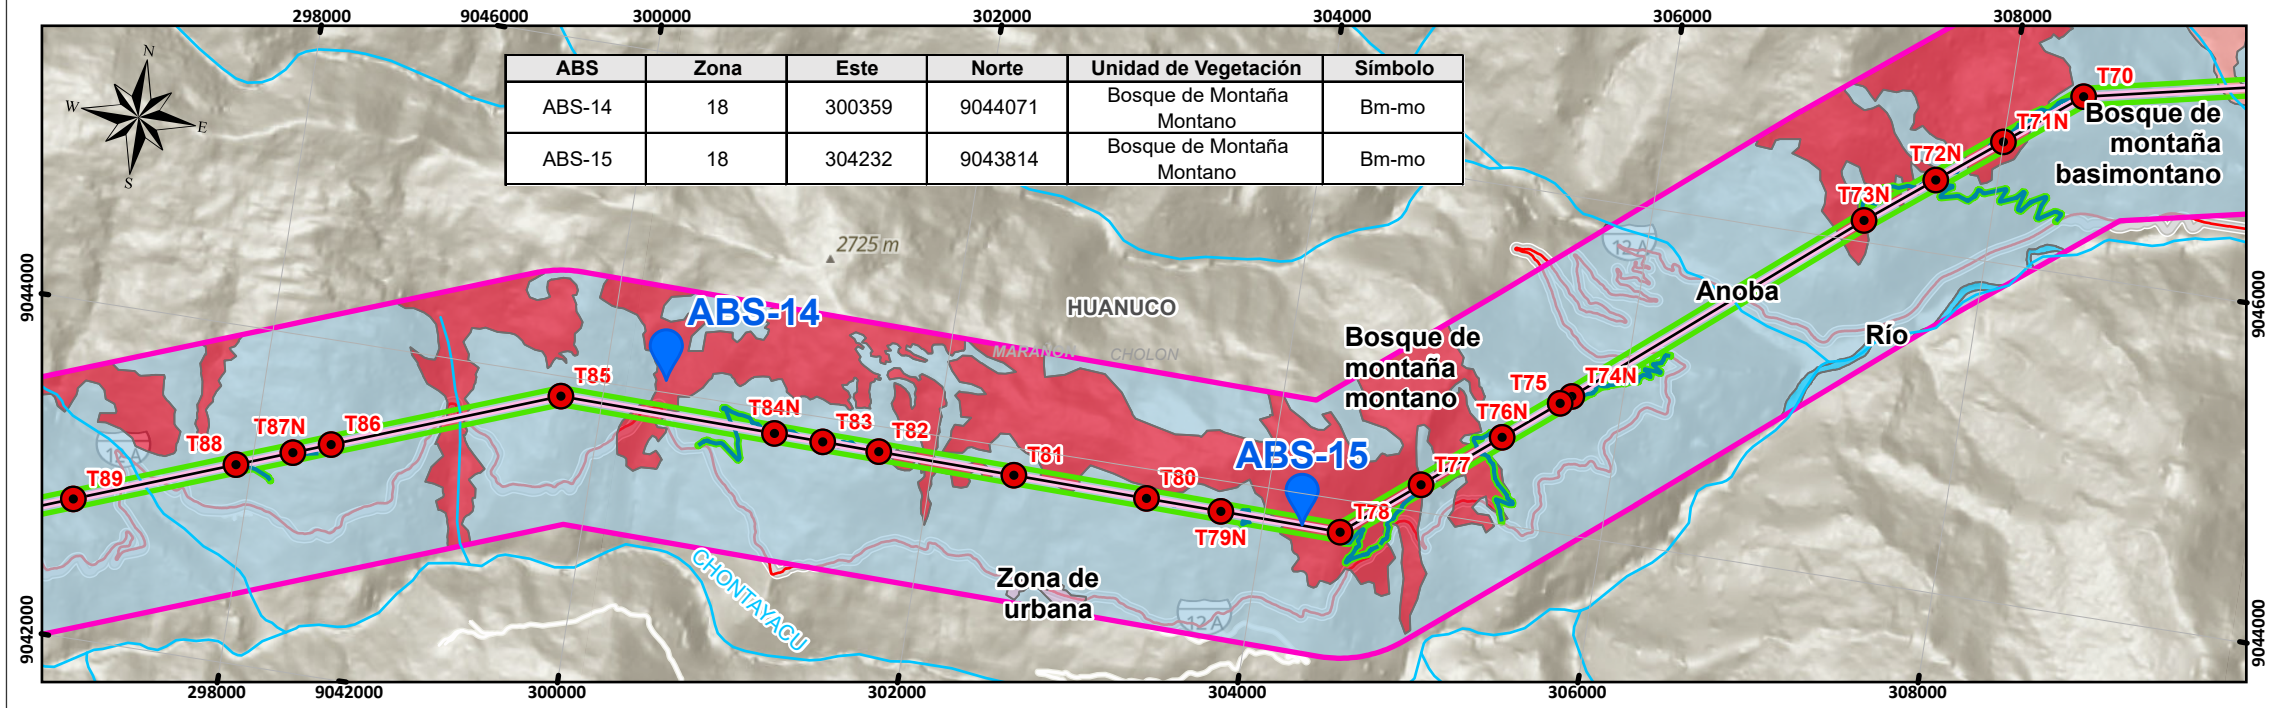 298000 9046000 300000 302000 304000 306000 308000
N
W E
S
ABS Zona Este Norte Unidad de Vegetación Símbolo
ABS-14 18 300359 9044071 Bosque de Montaña Montano Bm-mo
ABS-15 18 304232 9043814 Bosque de Montaña Montano Bm-mo
T70
T71N
Bosque de
montaña
basimontano
T72N
T73N
12 A
2725 m
9044000
9046000
HUANUCO
Anoba
ABS-14
Río
MARAÑON CHOLON
Bosque de
montaña
montano
T85
T75
T74N
T84N
T76N
T83
T82
T86
T87N
T88
12 A
T81
ABS-15
T77
T89
T80
T78
T79N
CHONTAYACU
Zona de
urbana
12 A
9042000
9044000
298000 9042000 300000 302000 304000 306000 308000